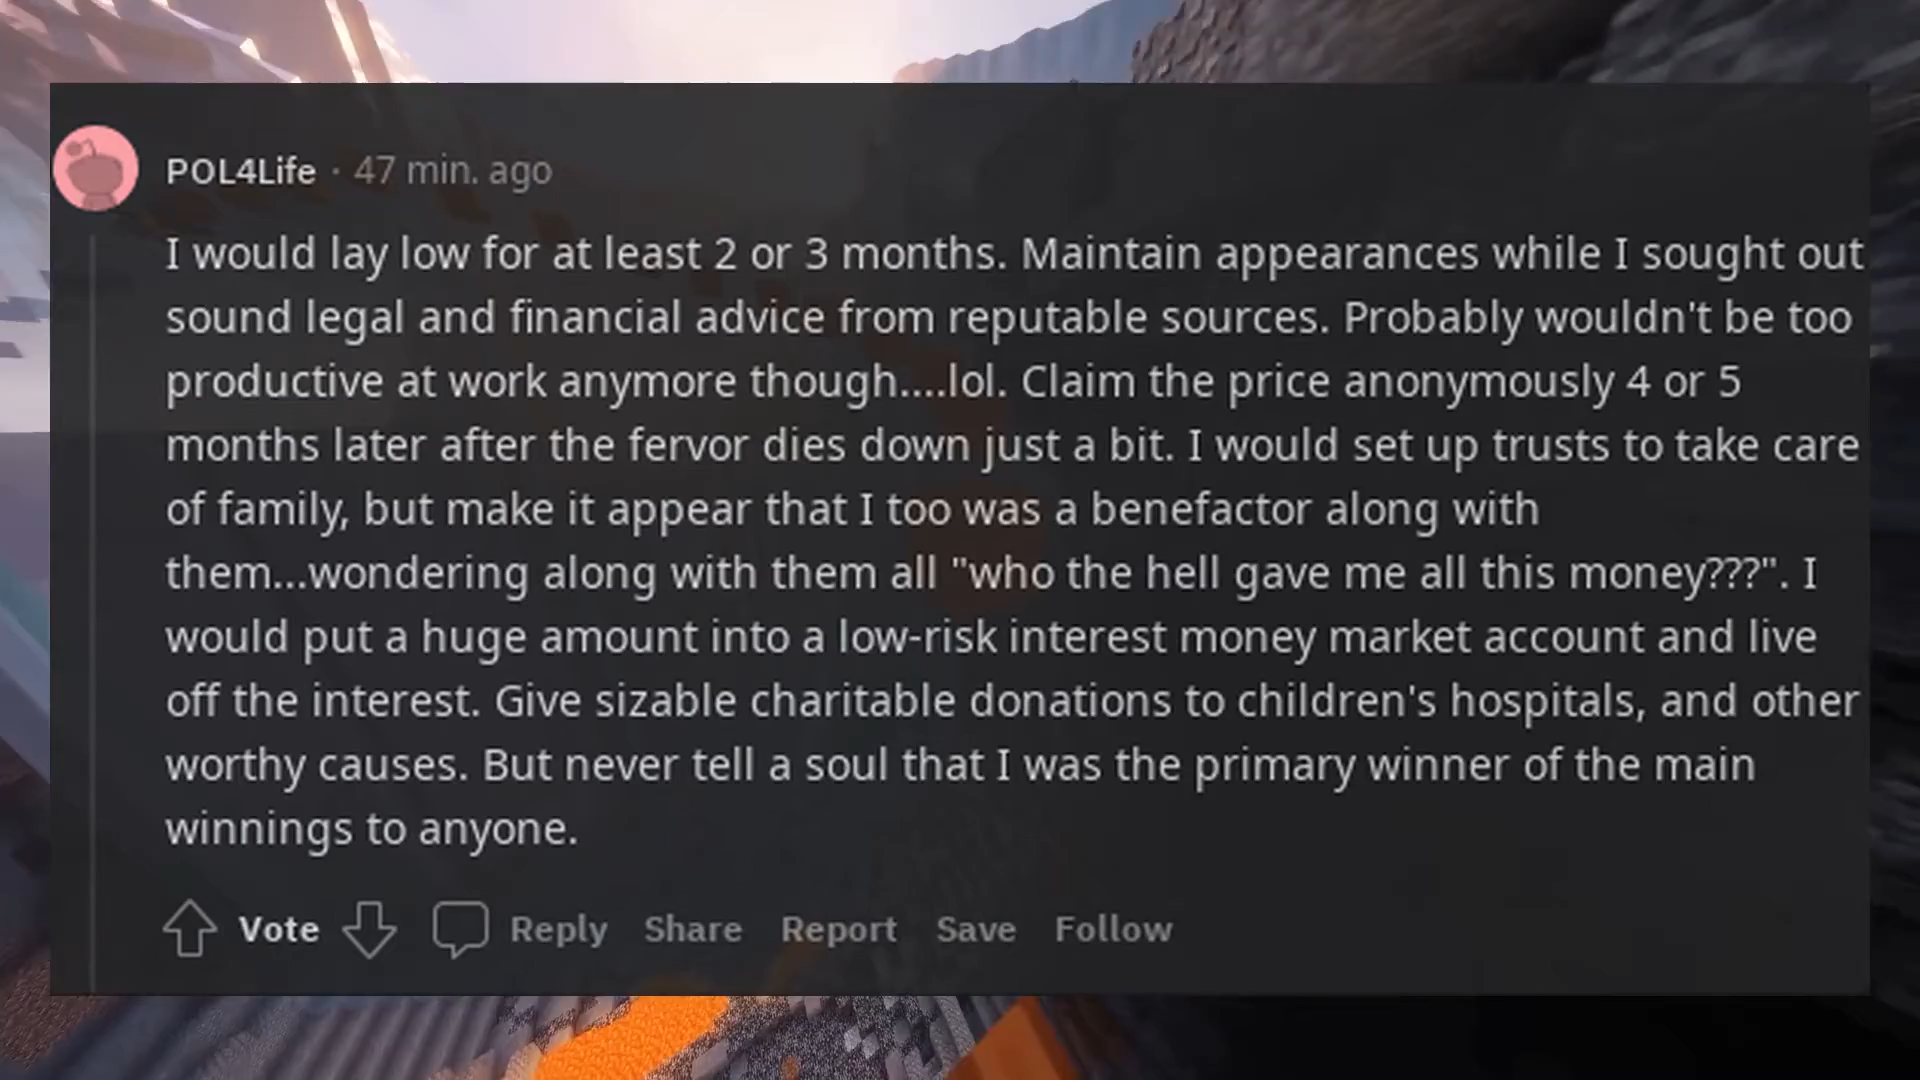 POL4Life · 47 min. ago
I would lay low for at least 2 or 3 months. Maintain appearances while I sought out
sound legal and financial advice from reputable sources. Probably wouldn't be too
productive at work anymore though....lol. Claim the price anonymously 4 or 5
months later after the fervor dies down just a bit. I would set up trusts to take care
of family, but make it appear that I too was a benefactor along with
them...wondering along with them all "who the hell gave me all this money???". I
would put a huge amount into a low-risk interest money market account and live
off the interest. Give sizable charitable donations to children's hospitals, and other
worthy causes. But never tell a soul that I was the primary winner of the main
winnings to anyone.
Vote Reply Share Report Save Follow